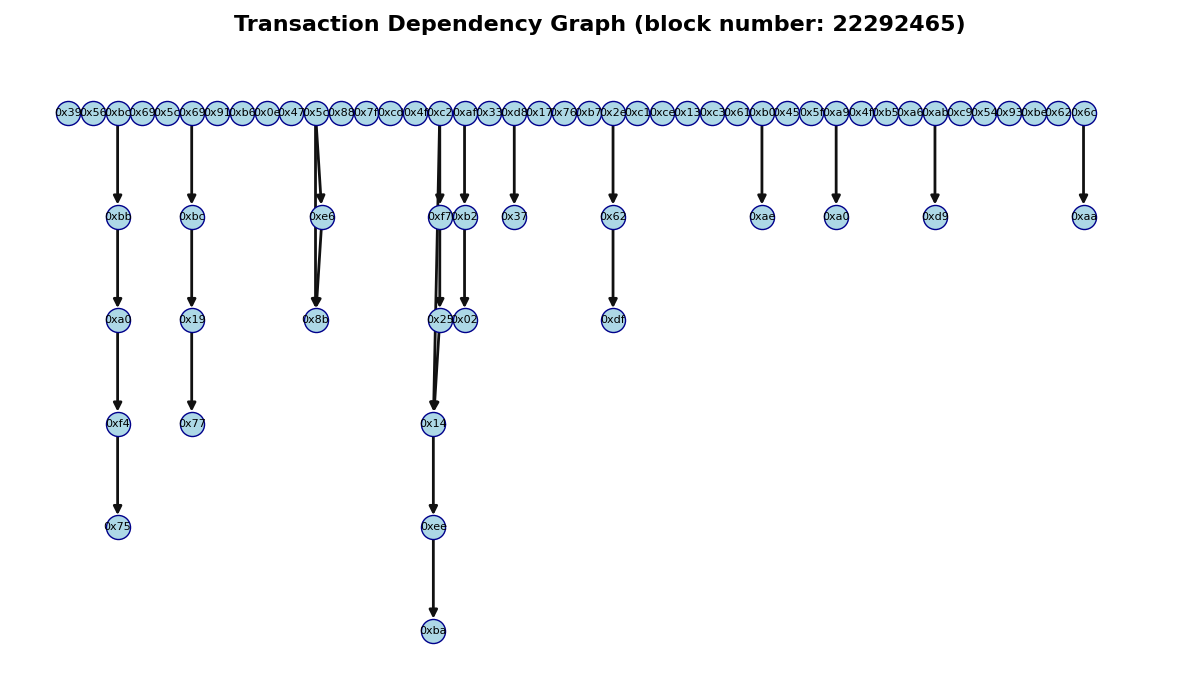 Transaction Dependency Graph (block number: 22292465)
0x39 0x56 0xbc 0x69 0x5c 0x69 0x91 0xb6 0x0e 0x47 0x5c 0x88 0x7f 0xcd 0x4f 0xc2 0xaf 0x33 0xd8 0x17 0x76 0xb7 0x2e 0xc1 0xce 0x13 0xc3 0x61 0xb0 0x45 0x5f 0xa9 0x4f 0xb5 0xa6 0xab 0xc9 0x54 0x93 0xbe 0x62 0x6c
0xbb 0xbc 0xe6 0xf7 0xb2 0x37 0x62 0xae 0xa0 0xd9 0xaa
0xa0 0x19 0x8b 0x25 0x02 0xdf
0xf4 0x77 0x14
0x75 0xee
0xba